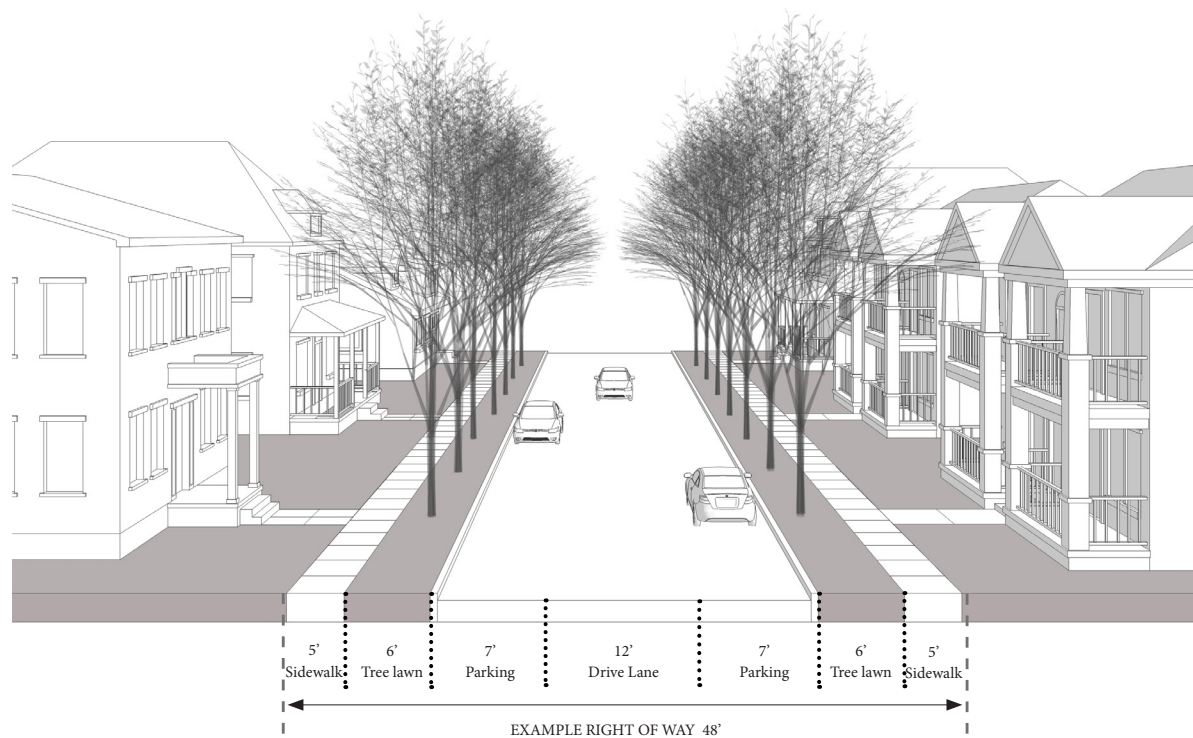 5’
Sidewalk
6’
Tree lawn
7’
Parking
12’
Drive Lane
7’
Parking
6’
Tree lawn
5’
Sidewalk
EXAMPLE RIGHT OF WAY 48’